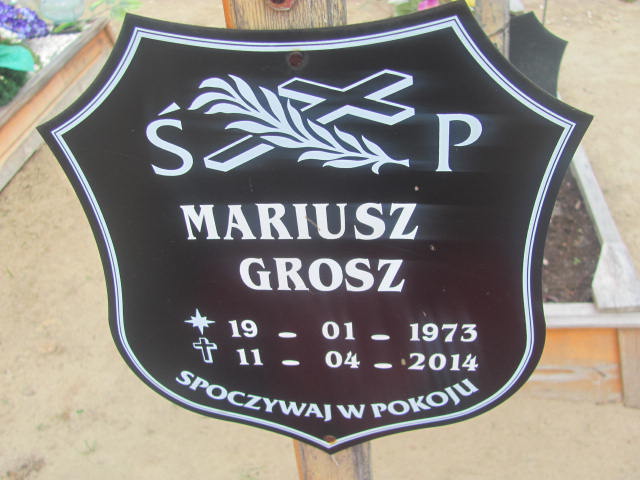 Ś P
MARIUSZ
GROSZ
19 - 01 - 1973
11 - 04 - 2014
SPOCZYWAJ W POKOJU